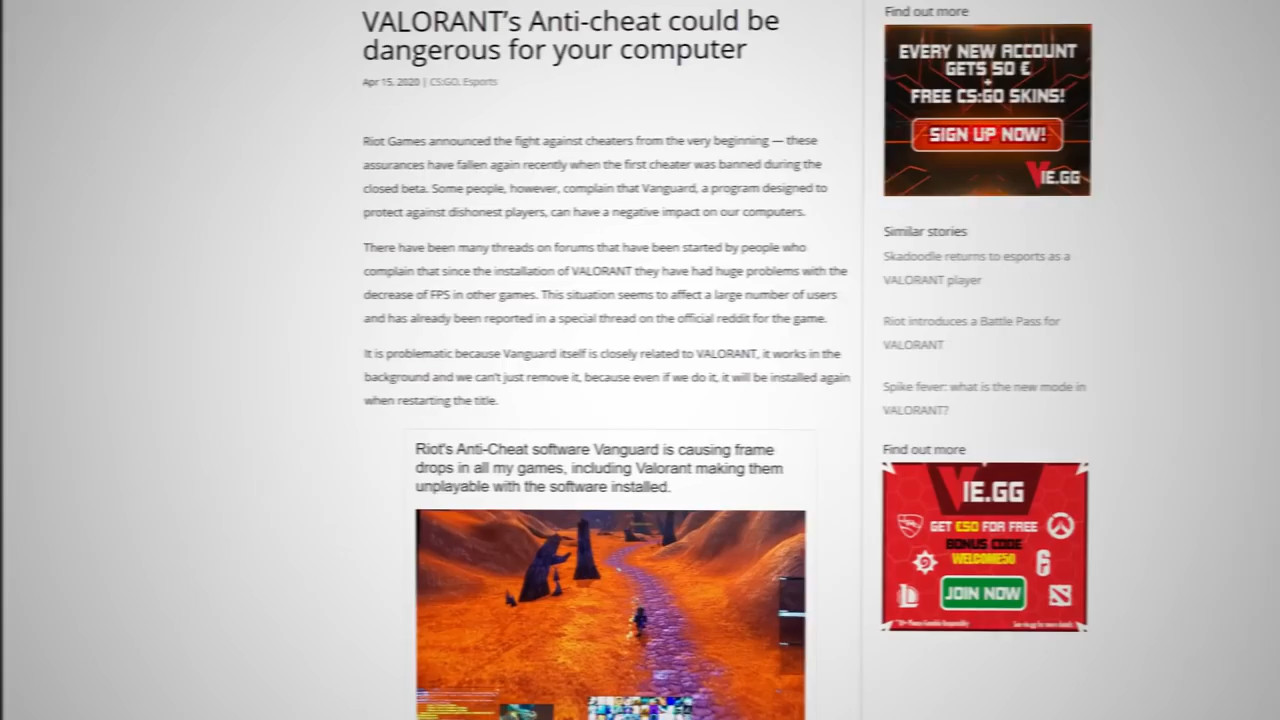 VALORANT's Anti-cheat could be
dangerous for your computer
Apr 15, 2020 | CS:GO, Esports
Riot Games announced the fight against cheaters from the very beginning — these
assurances have fallen again recently when the first cheater was banned during the
closed beta. Some people, however, complain that Vanguard, a program designed to
protect against dishonest players, can have a negative impact on our computers.
There have been many threads on forums that have been started by people who
complain that since the installation of VALORANT they have had huge problems with the
decrease of FPS in other games. This situation seems to affect a large number of users
and has already been reported in a special thread on the official reddit for the game.
It is problematic because Vanguard itself is closely related to VALORANT, it works in the
background and we can't just remove it, because even if we do it, it will be installed again
when restarting the title.
Riot's Anti-Cheat software Vanguard is causing frame
drops in all my games, including Valorant making them
unplayable with the software installed.
Find out more
EVERY NEW ACCOUNT
GETS 50 €
+
FREE CS:GO SKINS!
SIGN UP NOW!
VIE.GG
Similar stories
Skadoodle returns to esports as a
VALORANT player
Riot introduces a Battle Pass for
VALORANT
Spike fever: what is the new mode in
VALORANT?
Find out more
VIE.GG
GET €50 FOR FREE
BONUS CODE
WELCOME50
JOIN NOW